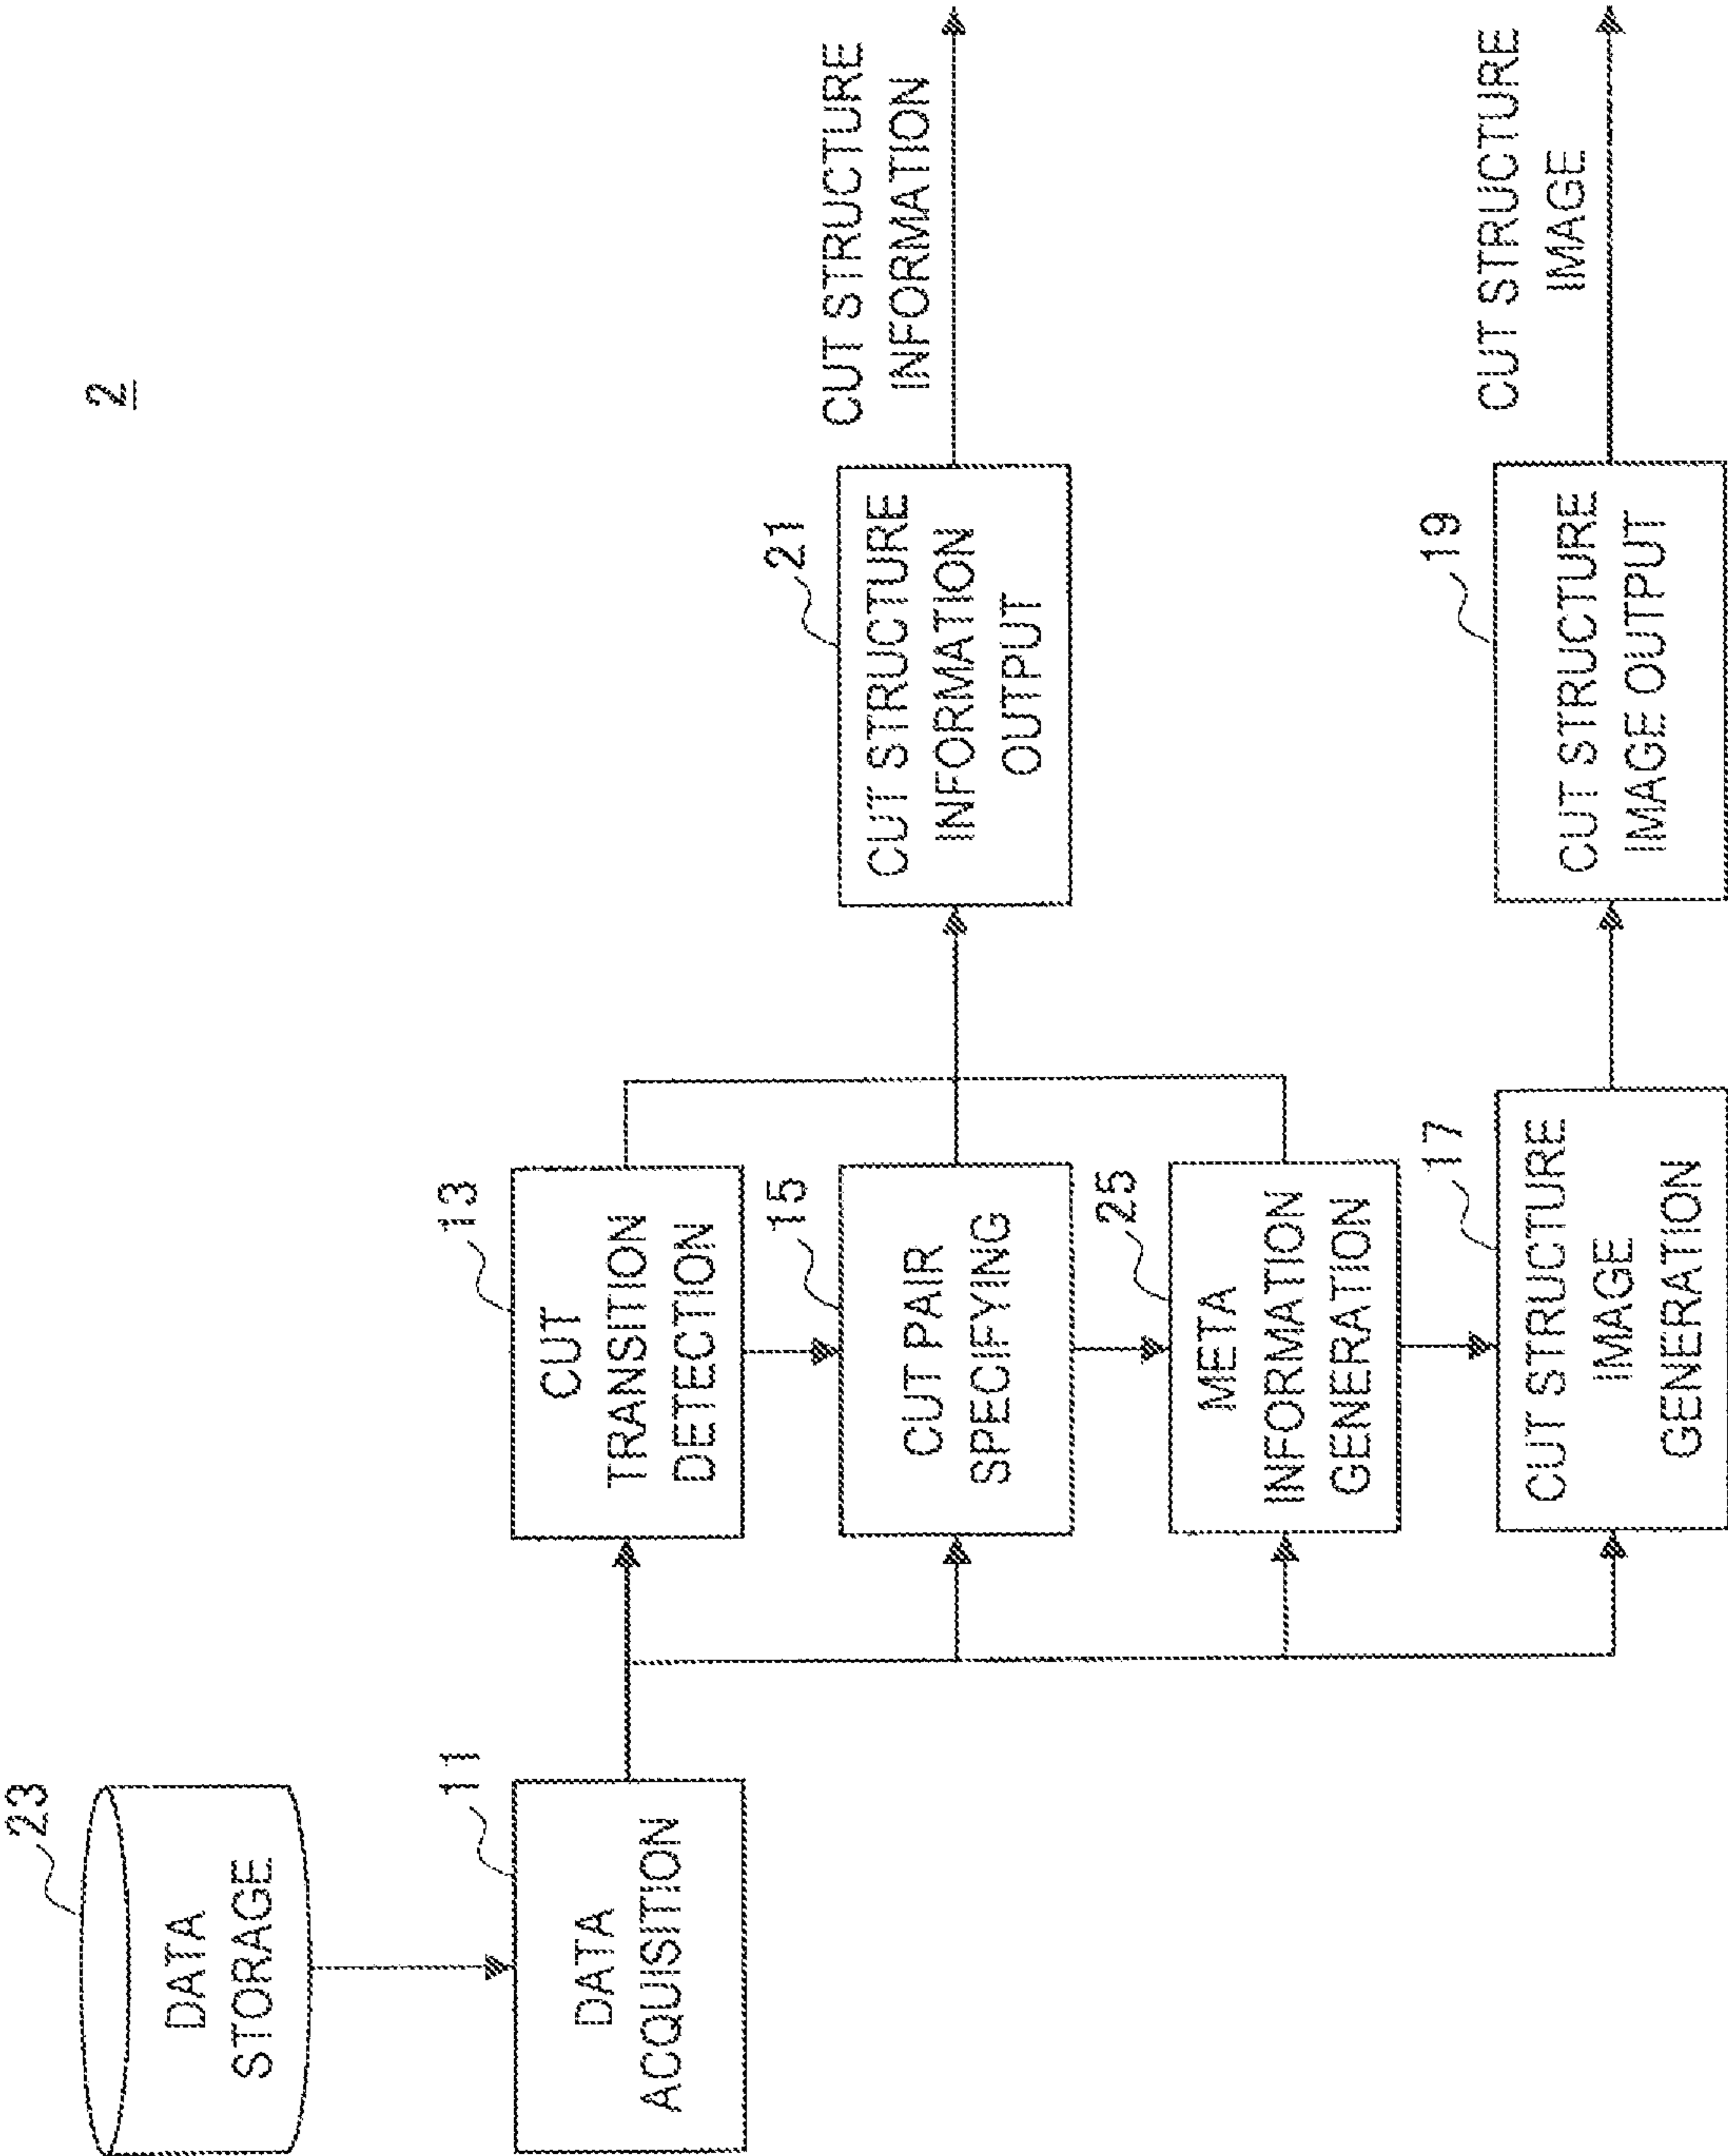 2
23
DATA
STORAGE
11
DATA
ACQUISITION
13
CUT
TRANSITION
DETECTION
15
CUT PAIR
SPECIFYING
25
META
INFORMATION
GENERATION
17
CUT STRUCTURE
IMAGE
GENERATION
21
CUT STRUCTURE
INFORMATION
OUTPUT
19
CUT STRUCTURE
IMAGE OUTPUT
CUT STRUCTURE
INFORMATION
CUT STRUCTURE
IMAGE